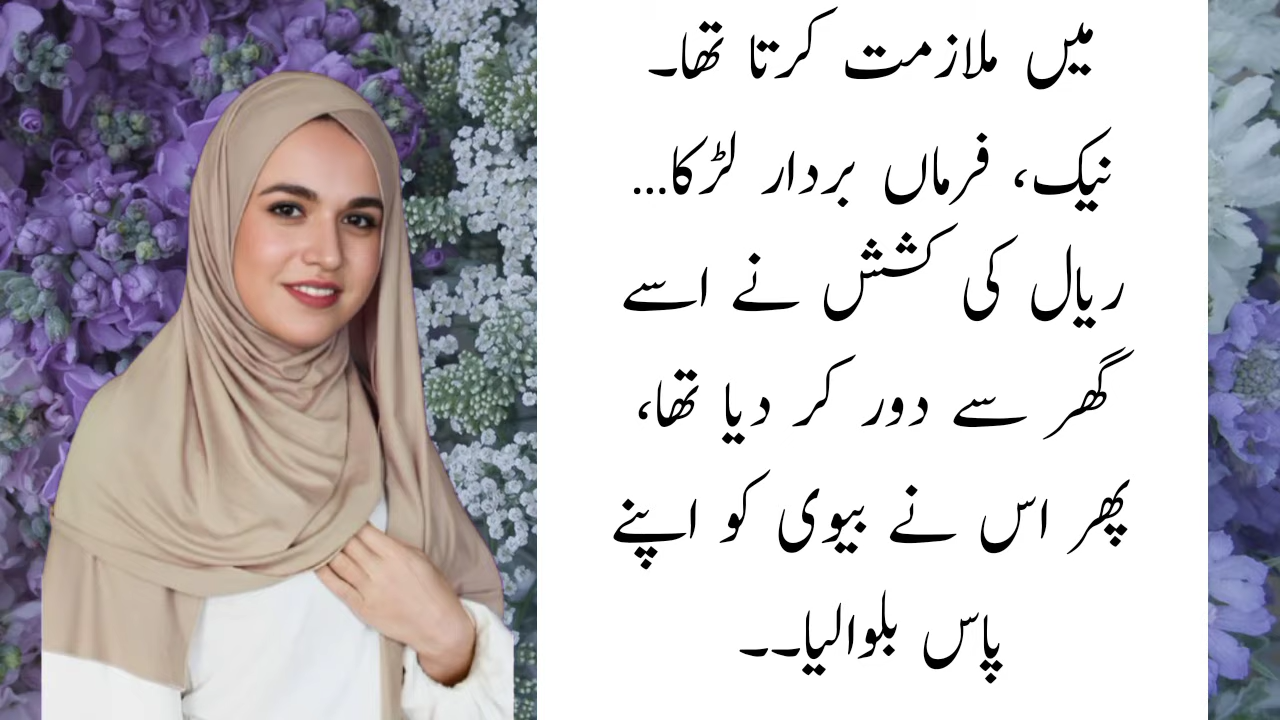 میں ملازمت کرتا تھا۔
نیک، فرماں بردار لڑکا...
ریال کی کشش نے اسے
گھر سے دور کر دیا تھا،
پھر اس نے بیوی کو اپنے
پاس بلوالیا۔۔